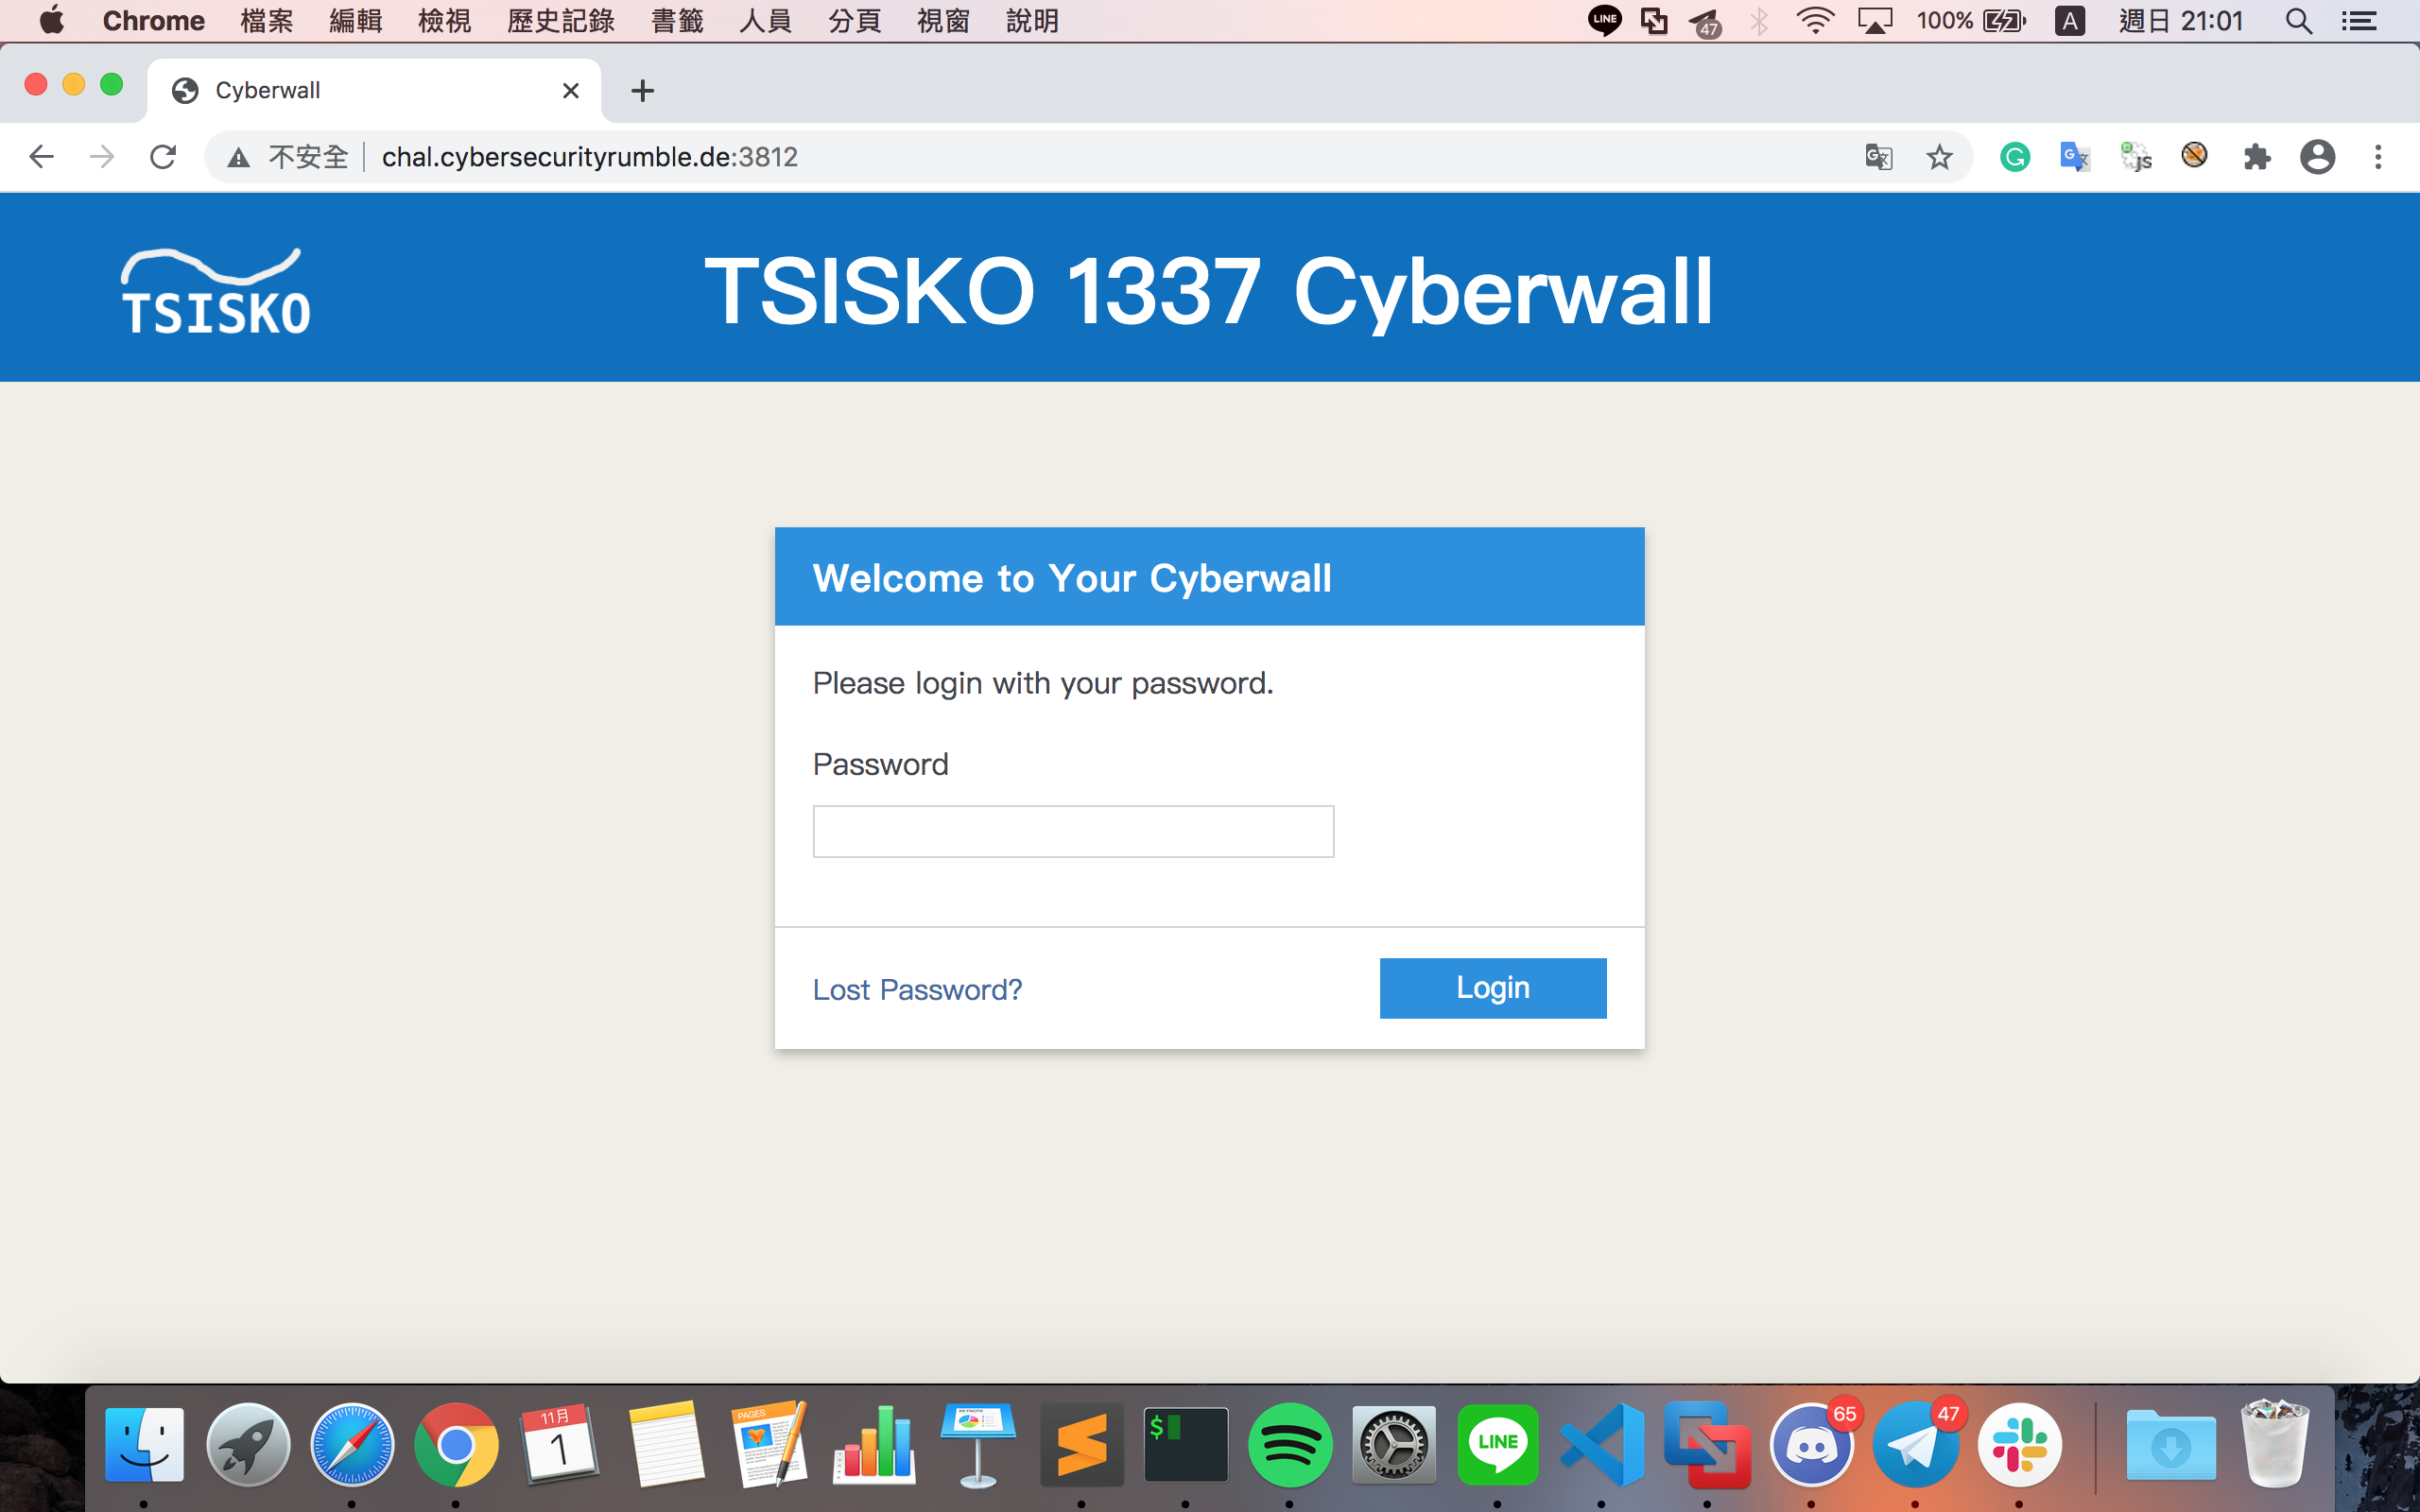 Chrome 檔案 編輯 檢視 歷史記錄 書籤 人員 分頁 視窗 說明 LINE 47 100% A 週日 21:01
Cyberwall
不安全 chal.cybersecurityrumble.de:3812
TSISKO
TSISKO 1337 Cyberwall
Welcome to Your Cyberwall
Please login with your password.
Password
Lost Password?
Login
11月
1
PAGES
KEYNOTE
$
LINE
65
47